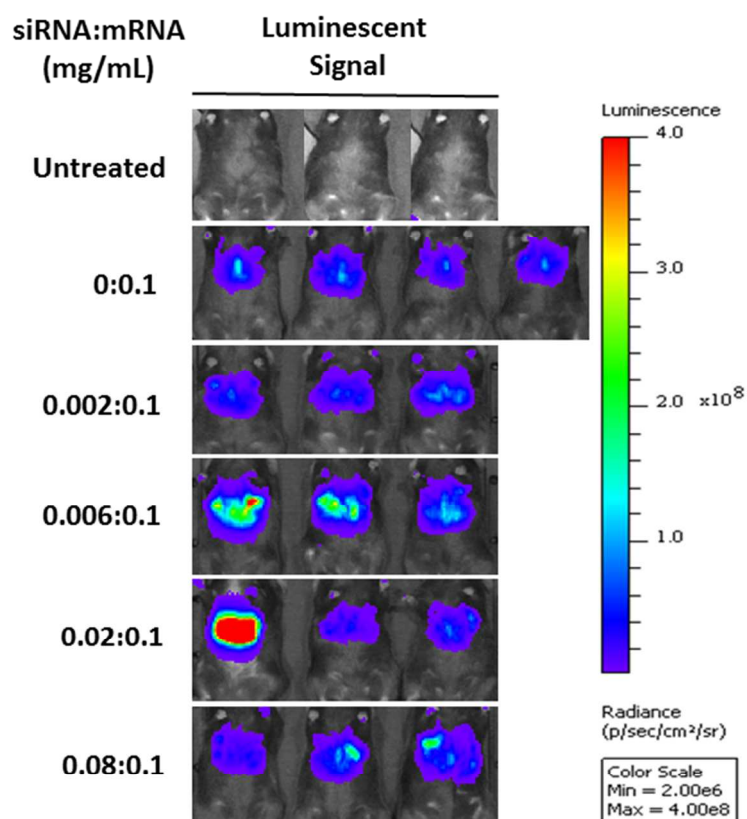 siRNA:mRNA
(mg/mL)
Luminescent
Signal
Untreated
0:0.1
0.002:0.1
0.006:0.1
0.02:0.1
0.08:0.1
Luminescence
4.0
3.0
2.0 x10⁸
1.0
Radiance
(p/sec/cm²/sr)
Color Scale
Min = 2.00e6
Max = 4.00e8